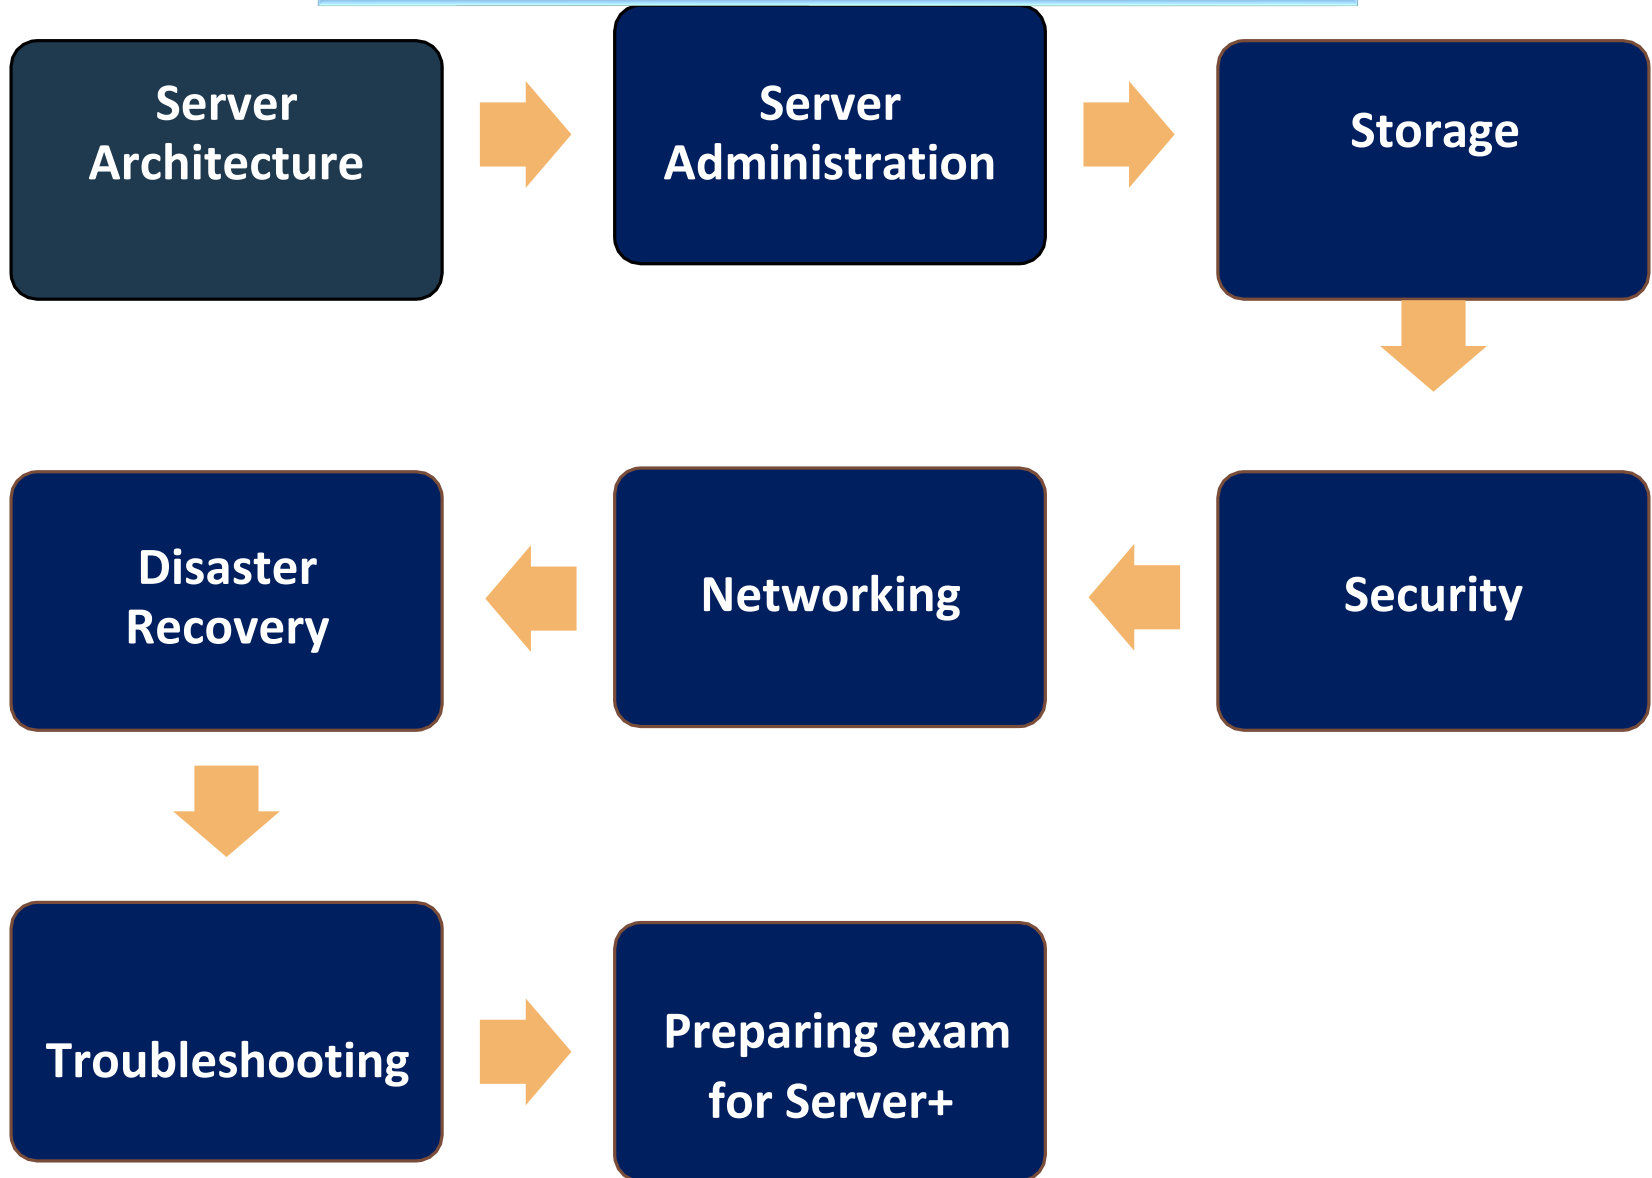 Server
Architecture
Server
Administration
Storage
Security
Networking
Disaster
Recovery
Troubleshooting
Preparing exam
for Server+